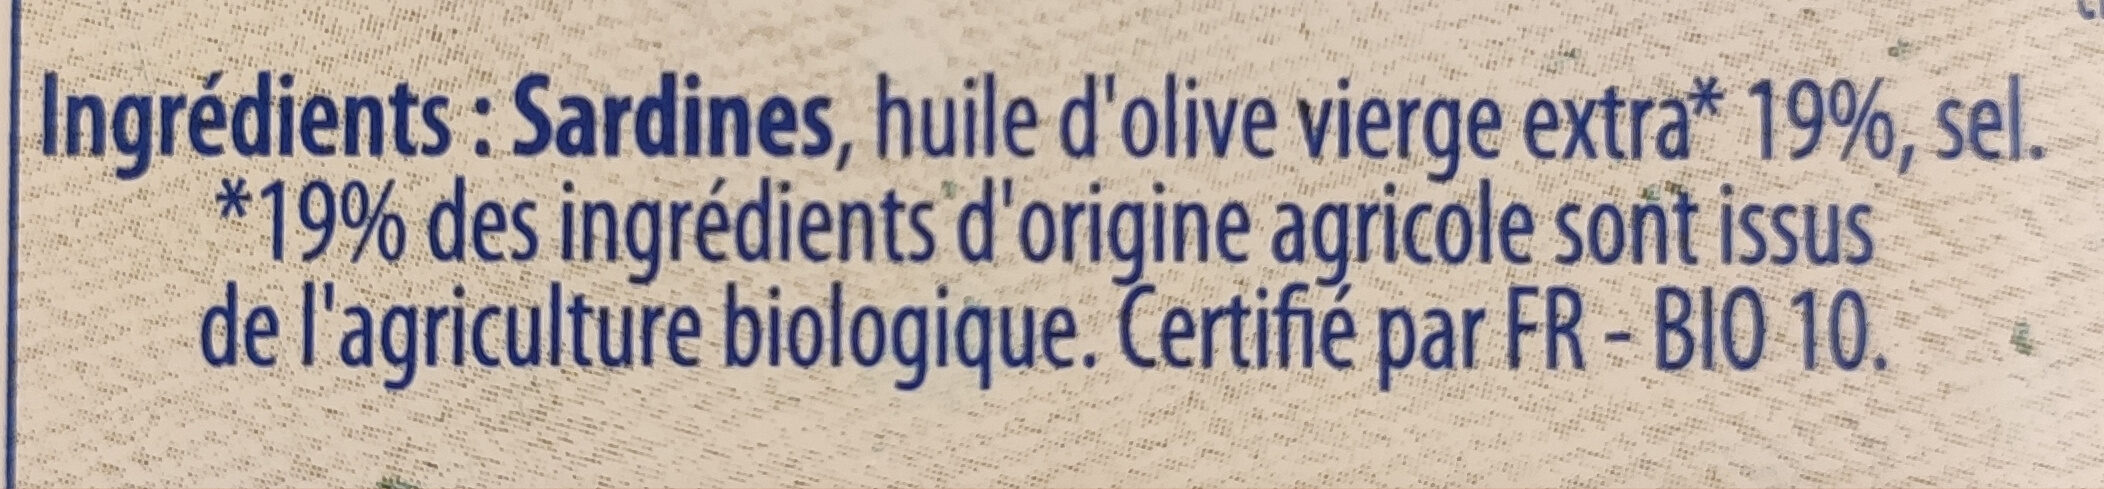 Ingrédients : Sardines, huile d'olive vierge extra* 19%, sel.
*19% des ingrédients d'origine agricole sont issus
de l'agriculture biologique. Certifié par FR - BIO 10.